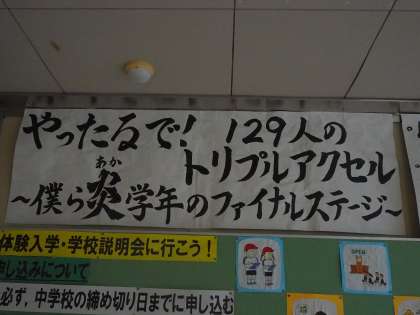 やったるで! 129人の
トリプルアクセル
~僕ら炎学年のファイナルステージ~
あか
体験入学・学校説明会に行こう!
申し込みについて
必ず,中学校の締め切り日までに申し込む
OPEN